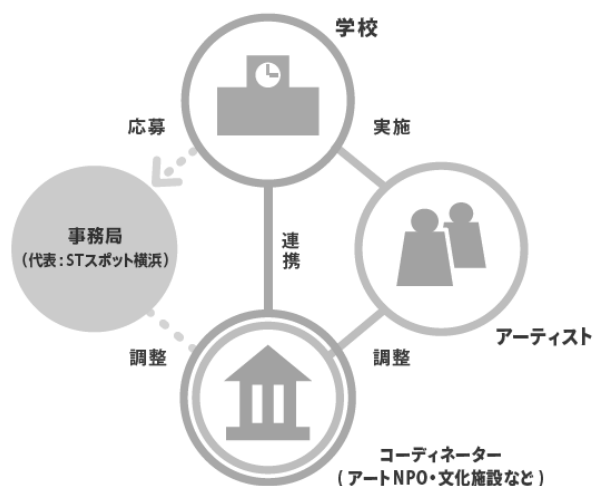 学校
応募
実施
事務局
(代表:STスポット横浜)
連携
アーティスト
調整
調整
コーディネーター
(アートNPO・文化施設など)